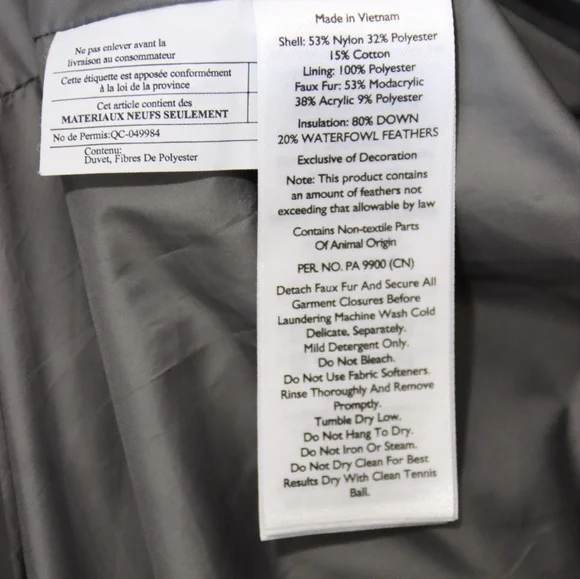 Ne pas enlever avant la
livraison au consommateur
Cette étiquette est apposée conformément
à la loi de la province
Cet article contient des
MATERIAUX NEUFS SEULEMENT
No de Permis:QC-049984
Contenu:
Duvet, Fibres De Polyester
Made in Vietnam
Shell: 53% Nylon 32% Polyester
15% Cotton
Lining: 100% Polyester
Faux Fur: 53% Modacrylic
38% Acrylic 9% Polyester
Insulation: 80% DOWN
20% WATERFOWL FEATHERS
Exclusive of Decoration
Note: This product contains
an amount of feathers not
exceeding that allowable by law
Contains Non-textile Parts
Of Animal Origin
PER. NO. PA 9900 (CN)
Detach Faux Fur And Secure All
Garment Closures Before
Laundering Machine Wash Cold
Delicate, Separately.
Mild Detergent Only.
Do Not Bleach.
Do Not Use Fabric Softeners.
Rinse Thoroughly And Remove
Promptly.
Tumble Dry Low.
Do Not Hang To Dry.
Do Not Iron Or Steam.
Do Not Dry Clean For Best
Results Dry With Clean Tennis
Ball.